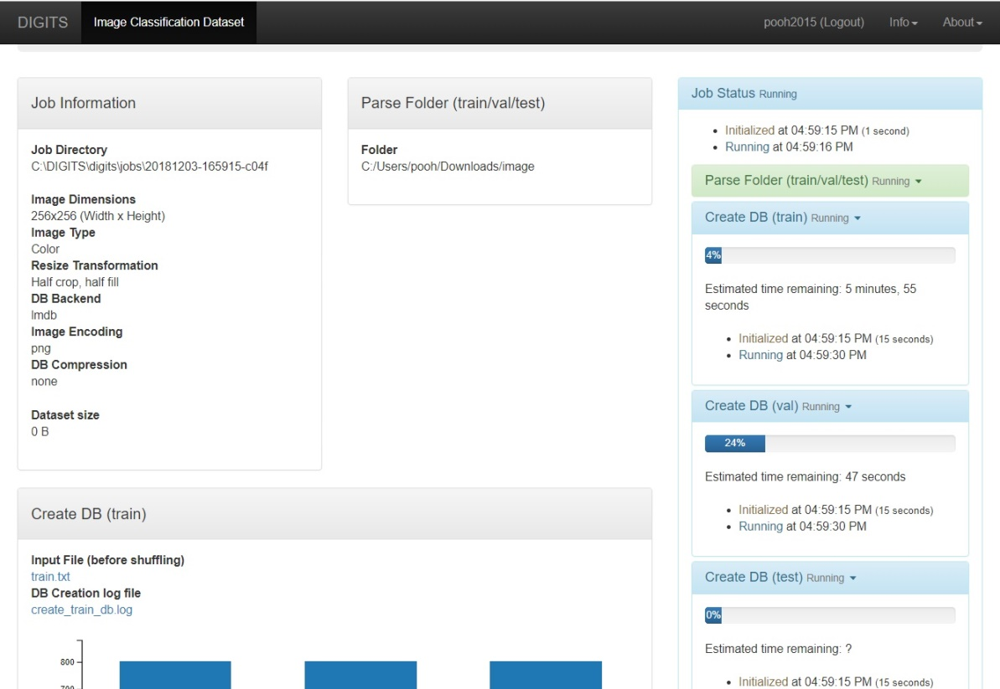 DIGITS Image Classification Dataset pooh2015 (Logout) Info About
Job Information
Job Directory
C:\DIGITS\digits\jobs\20181203-165915-c04f
Image Dimensions
256x256 (Width x Height)
Image Type
Color
Resize Transformation
Half crop, half fill
DB Backend
lmdb
Image Encoding
png
DB Compression
none
Dataset size
0 B
Parse Folder (train/val/test)
Folder
C:/Users/pooh/Downloads/image
Create DB (train)
Input File (before shuffling)
train.txt
DB Creation log file
create_train_db.log
800
700
Job Status Running
Initialized at 04:59:15 PM (1 second)
Running at 04:59:16 PM
Parse Folder (train/val/test) Running
Create DB (train) Running
4%
Estimated time remaining: 5 minutes, 55
seconds
Initialized at 04:59:15 PM (15 seconds)
Running at 04:59:30 PM
Create DB (val) Running
24%
Estimated time remaining: 47 seconds
Initialized at 04:59:15 PM (15 seconds)
Running at 04:59:30 PM
Create DB (test) Running
0%
Estimated time remaining: ?
Initialized at 04:59:15 PM (15 seconds)